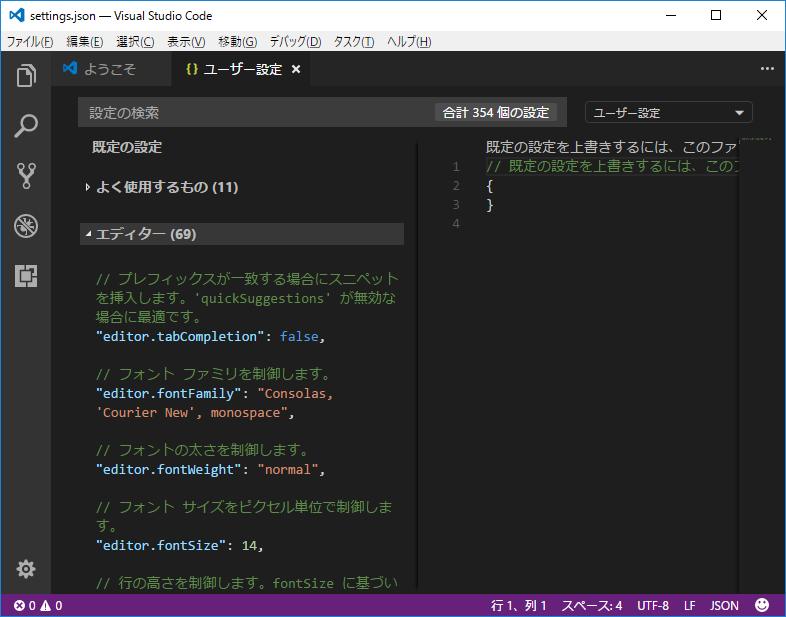 settings.json — Visual Studio Code
ファイル(F) 編集(E) 選択(C) 表示(V) 移動(G) デバッグ(D) タスク(T) ヘルプ(H)
ようこそ {} ユーザー設定
設定の検索 合計 354 個の設定 ユーザー設定
既定の設定
よく使用するもの (11)
エディター (69)
// プレフィックスが一致する場合にスニペット
を挿入します。'quickSuggestions' が無効な
場合に最適です。
"editor.tabCompletion": false,
// フォント ファミリを制御します。
"editor.fontFamily": "Consolas,
'Courier New', monospace",
// フォントの太さを制御します。
"editor.fontWeight": "normal",
// フォント サイズをピクセル単位で制御しま
す。
"editor.fontSize": 14,
// 行の高さを制御します。fontSize に基づい
既定の設定を上書きするには、このファ
1 // 既定の設定を上書きするには、このフ
2 {
3 }
4
0 0 行 1、列 1 スペース: 4 UTF-8 LF JSON